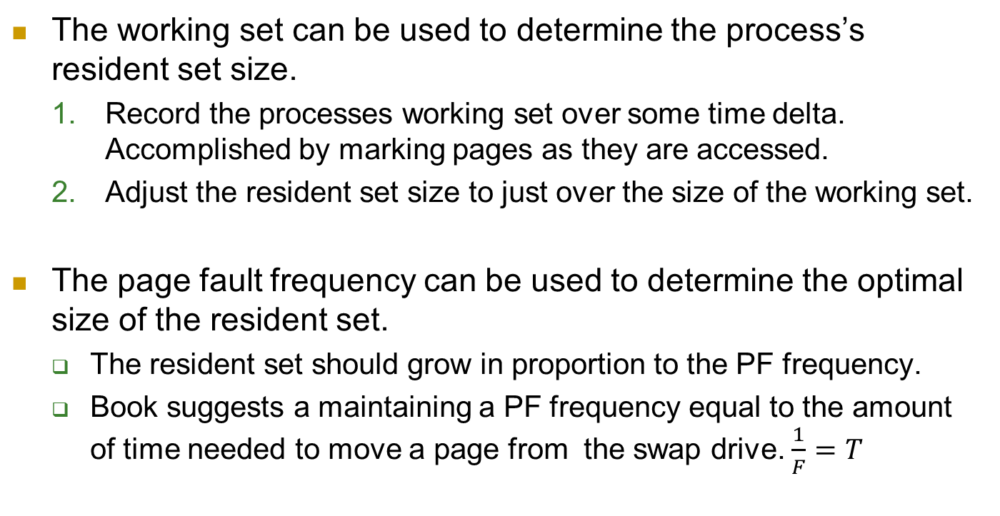 ■ The working set can be used to determine the process’s
resident set size.
1. Record the processes working set over some time delta.
Accomplished by marking pages as they are accessed.
2. Adjust the resident set size to just over the size of the working set.
■ The page fault frequency can be used to determine the optimal
size of the resident set.
❑ The resident set should grow in proportion to the PF frequency.
❑ Book suggests a maintaining a PF frequency equal to the amount
of time needed to move a page from the swap drive. 1/F = T